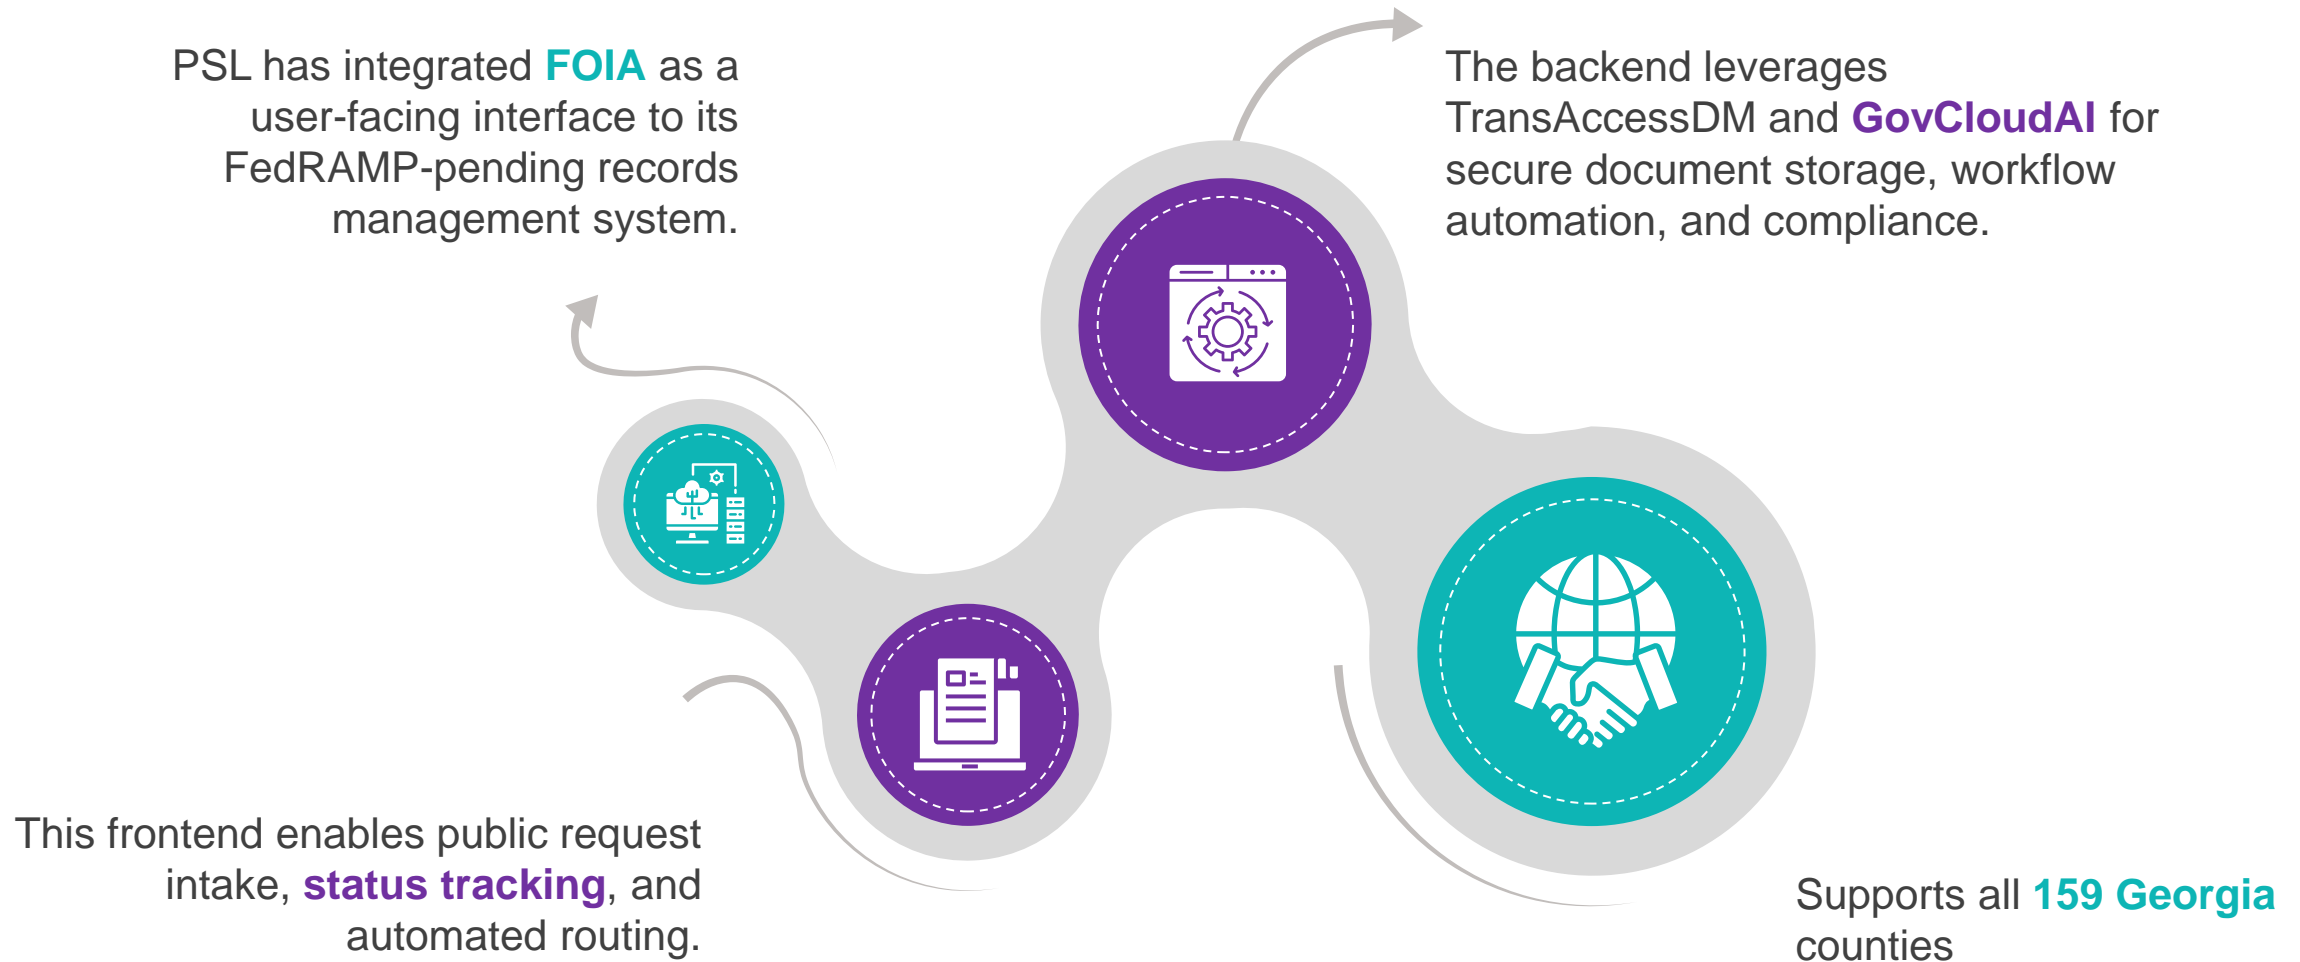 PSL has integrated FOIA as a
user-facing interface to its
FedRAMP-pending records
management system.
The backend leverages
TransAccessDM and GovCloudAI for
secure document storage, workflow
automation, and compliance.
This frontend enables public request
intake, status tracking, and
automated routing.
Supports all 159 Georgia
counties